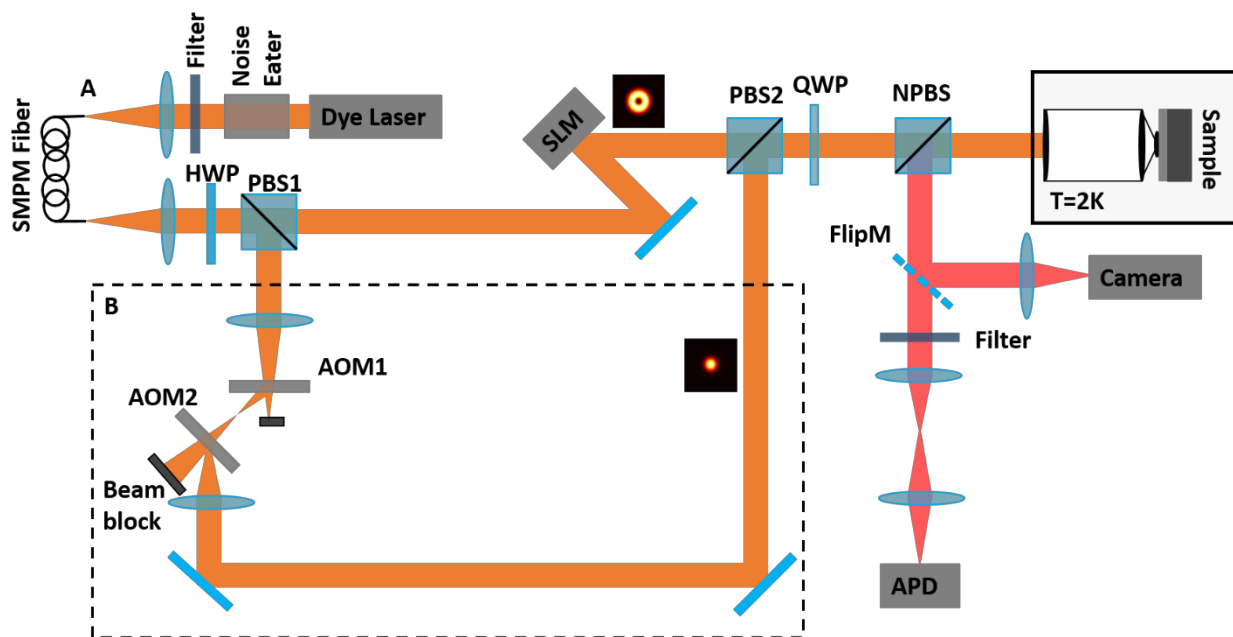 A
Filter
Noise
Eater
Dye Laser
SMPM Fiber
HWP
PBS1
SLM
PBS2
QWP
NPBS
Sample
T=2K
FlipM
Camera
Filter
APD
B
AOM1
AOM2
Beam
block